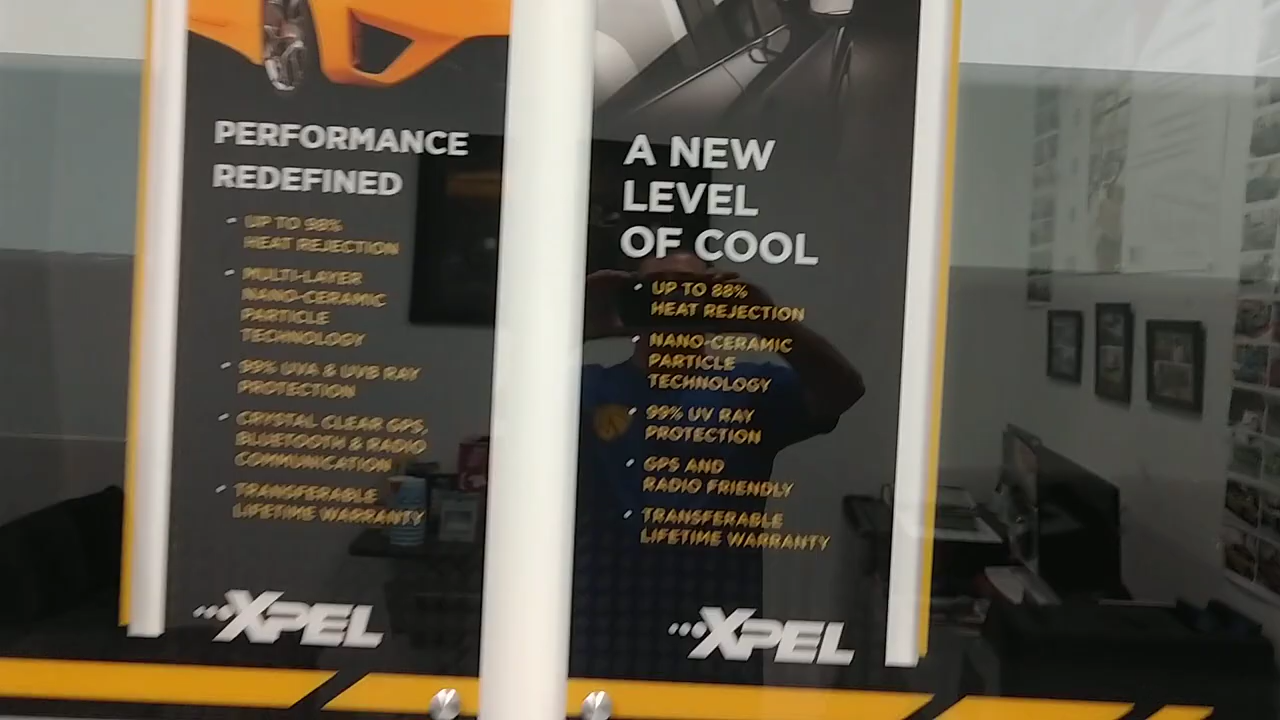 PERFORMANCE
REDEFINED
- UP TO 98%
HEAT REJECTION
- MULTI-LAYER
NANO-CERAMIC
PARTICLE
TECHNOLOGY
- 99% UVA & UVB RAY
PROTECTION
- CRYSTAL CLEAR GPS,
BLUETOOTH & RADIO
COMMUNICATION
- TRANSFERABLE
LIFETIME WARRANTY
XPEL
A NEW
LEVEL
OF COOL
• UP TO 88%
HEAT REJECTION
• NANO-CERAMIC
PARTICLE
TECHNOLOGY
• 99% UV RAY
PROTECTION
• GPS AND
RADIO FRIENDLY
• TRANSFERABLE
LIFETIME WARRANTY
XPEL